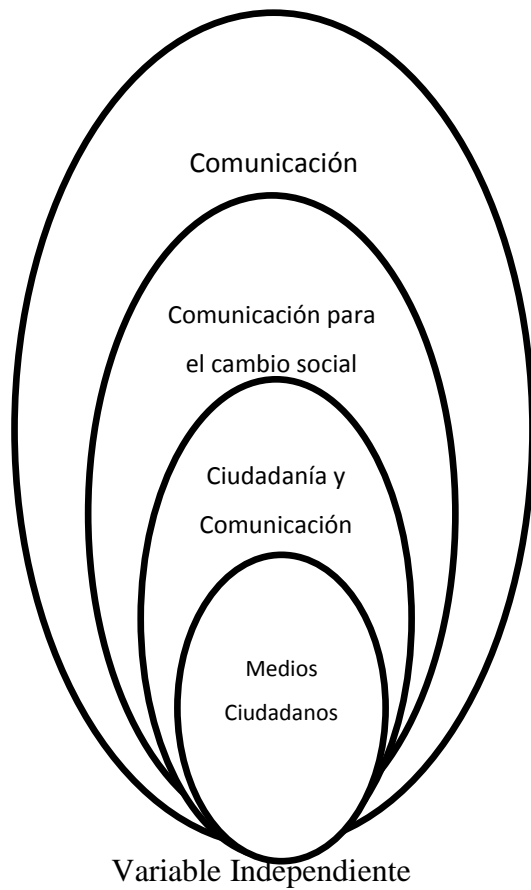 Comunicación
Comunicación para
el cambio social
Ciudadanía y
Comunicación
Medios
Ciudadanos
Variable Independiente